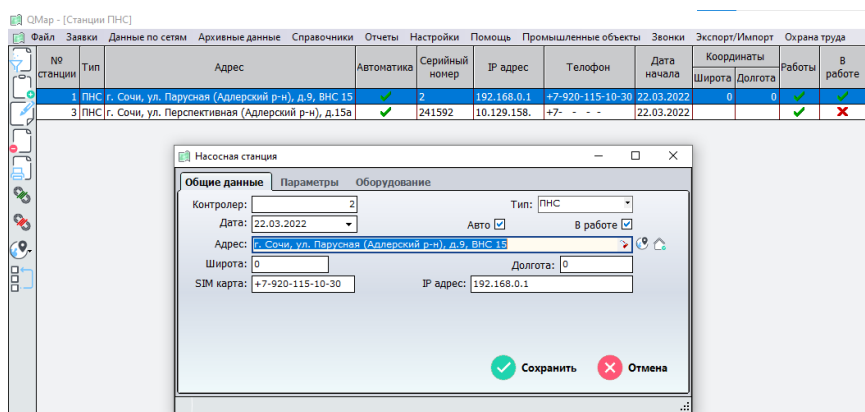 QMap - [Станции ПНС]
Файл Заявки Данные по сетям Архивные данные Справочники Отчеты Настройки Помощь Промышленные объекты Звонки Экспорт/Импорт Охрана труда
№ станции Тип Адрес Автоматика Серийный номер IP адрес Телефон Дата начала Координаты Широта Долгота Работы В работе
1 ПНС г. Сочи, ул. Парусная (Адлерский р-н), д.9, ВНС 15 2 192.168.0.1 +7-920-115-10-30 22.03.2022 0 0
3 ПНС г. Сочи, ул. Перспективная (Адлерский р-н), д.15а 241592 10.129.158. +7- - - - 22.03.2022
Насосная станция
Общие данные Параметры Оборудование
Контролер: 2 Тип: ПНС
Дата: 22.03.2022 Авто В работе
Адрес: г. Сочи, ул. Парусная (Адлерский р-н), д.9, ВНС 15
Широта: 0 Долгота: 0
SIM карта: +7-920-115-10-30 IP адрес: 192.168.0.1
Сохранить Отмена